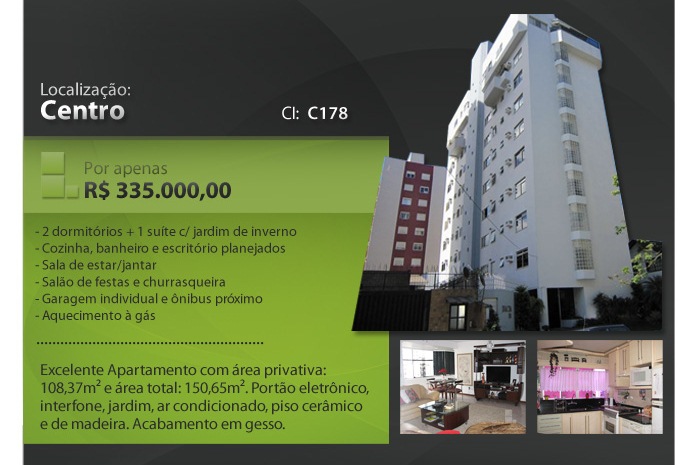 Localização:
Centro
CI: C178
Por apenas
R$ 335.000,00
- 2 dormitórios + 1 suíte c/ jardim de inverno
- Cozinha, banheiro e escritório planejados
- Sala de estar/jantar
- Salão de festas e churrasqueira
- Garagem individual e ônibus próximo
- Aquecimento à gás
Excelente Apartamento com área privativa:
108,37m² e área total: 150,65m². Portão eletrônico,
interfone, jardim, ar condicionado, piso cerâmico
e de madeira. Acabamento em gesso.